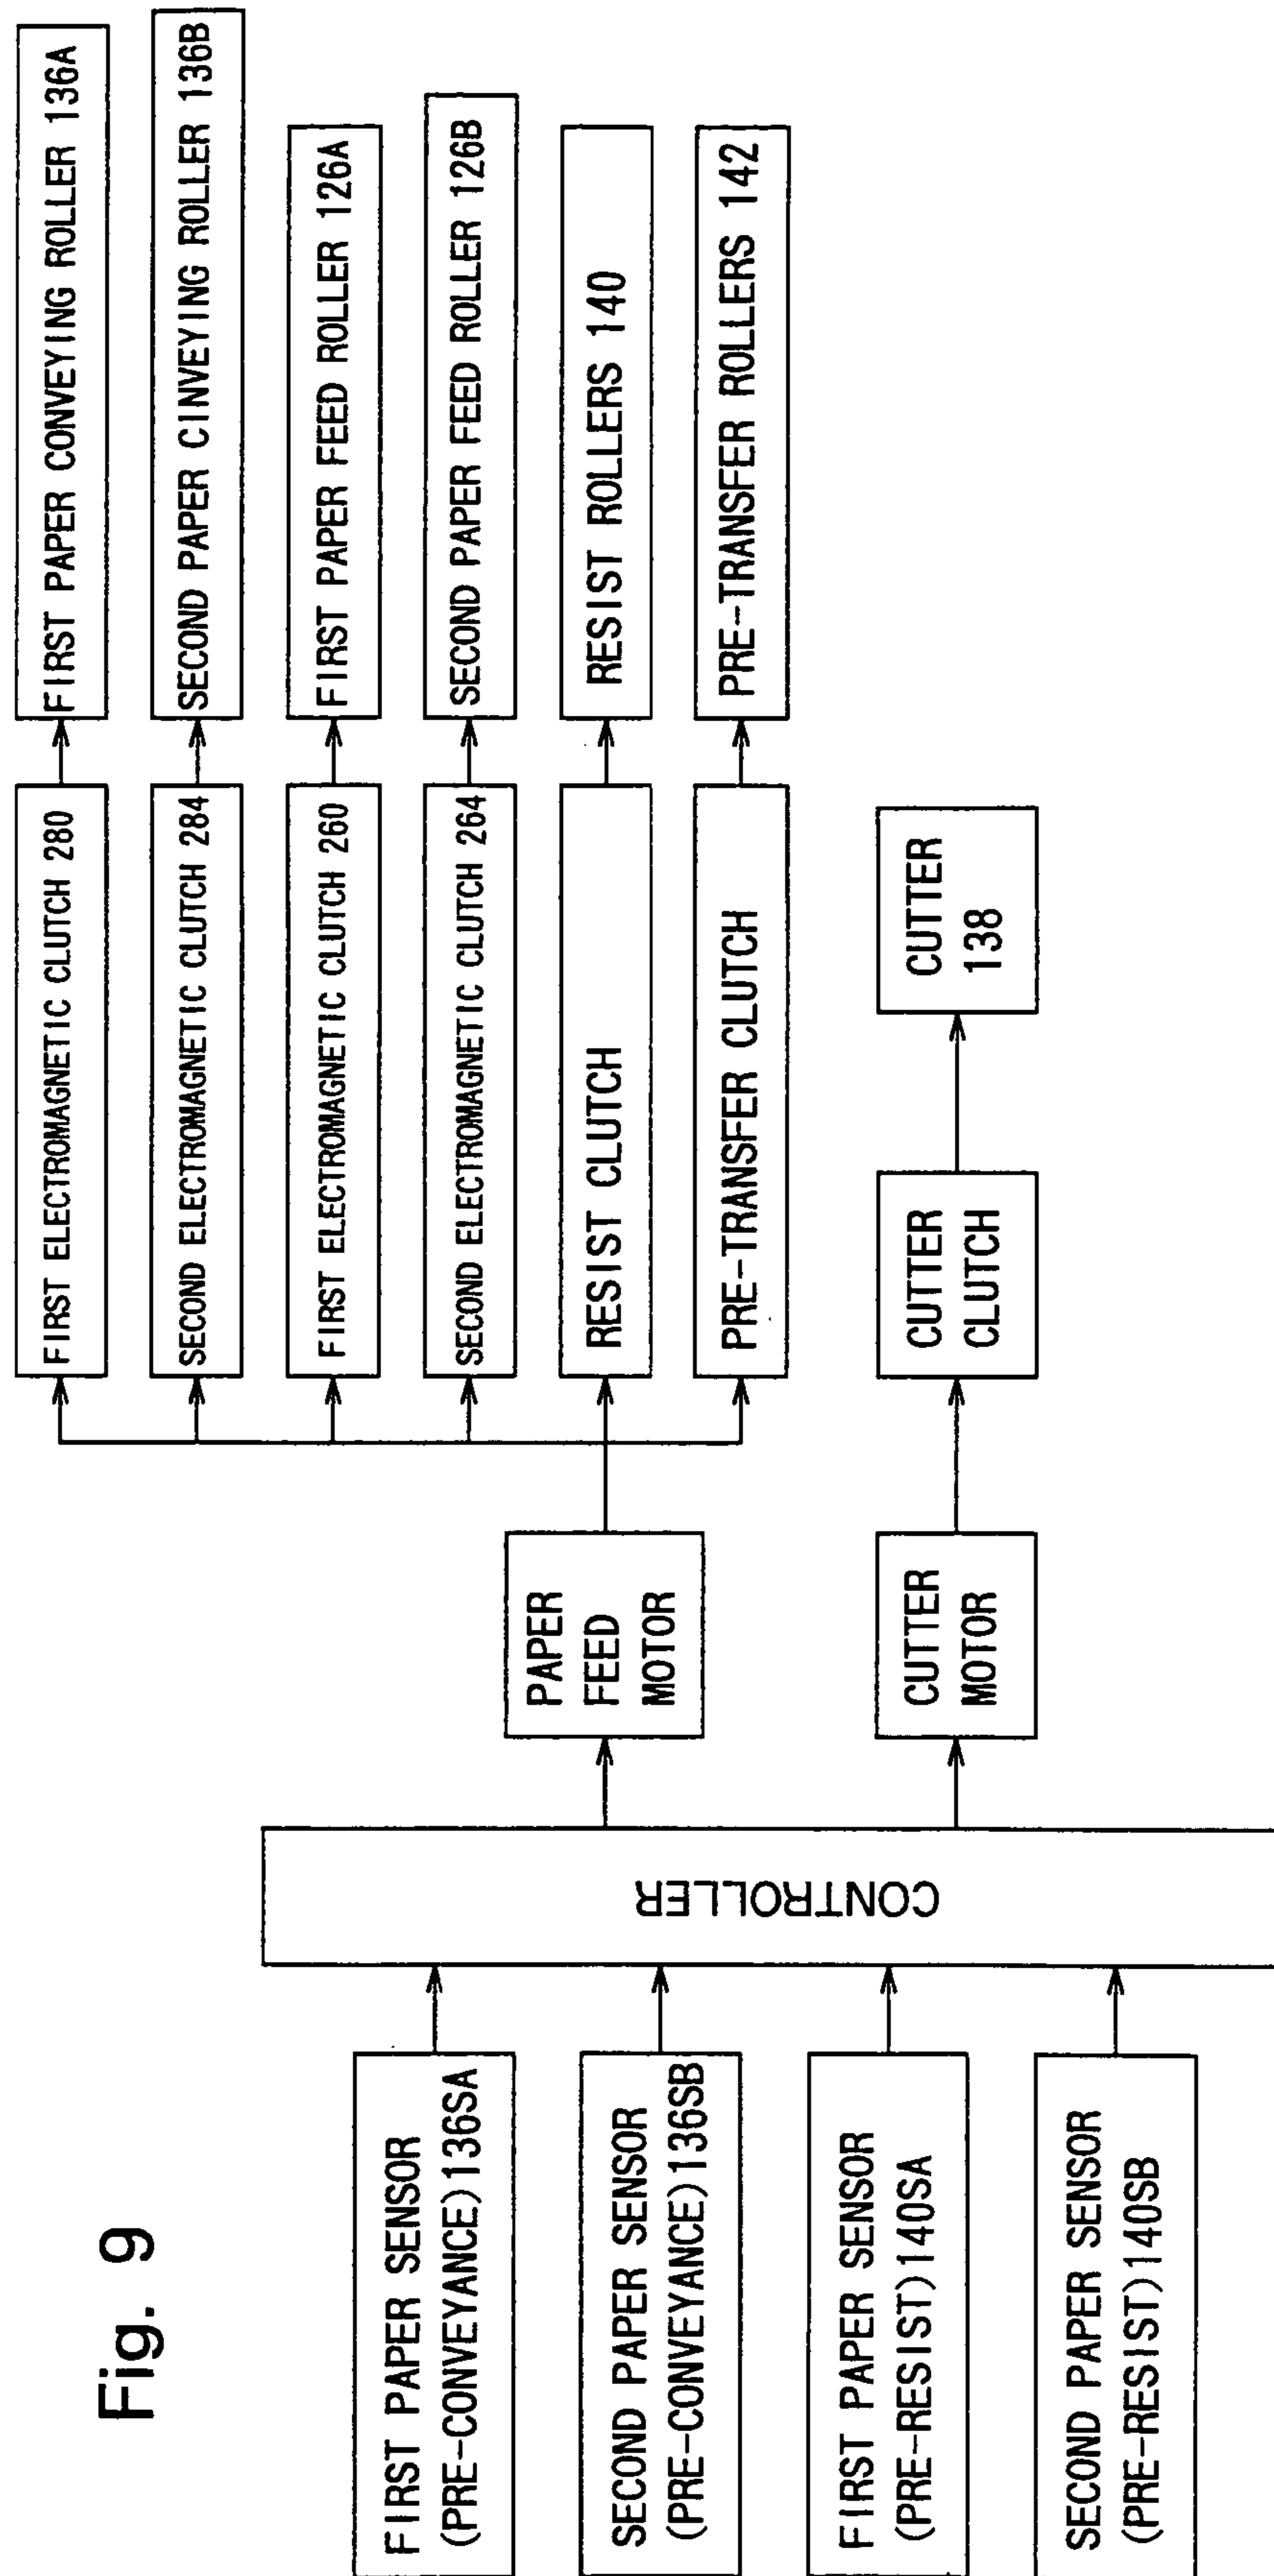 Fig. 9
FIRST PAPER SENSOR
(PRE-CONVEYANCE)136SA
SECOND PAPER SENSOR
(PRE-CONVEYANCE)136SB
FIRST PAPER SENSOR
(PRE-RESIST)140SA
SECOND PAPER SENSOR
(PRE-RESIST)140SB
CONTROLLER
PAPER
FEED
MOTOR
CUTTER
MOTOR
FIRST ELECTROMAGNETIC CLUTCH 280
SECOND ELECTROMAGNETIC CLUTCH 284
FIRST ELECTROMAGNETIC CLUTCH 260
SECOND ELECTROMAGNETIC CLUTCH 264
RESIST CLUTCH
PRE-TRANSFER CLUTCH
CUTTER
CLUTCH
FIRST PAPER CONVEYING ROLLER 136A
SECOND PAPER CINVEYING ROLLER 136B
FIRST PAPER FEED ROLLER 126A
SECOND PAPER FEED ROLLER 126B
RESIST ROLLERS 140
PRE-TRANSFER ROLLERS 142
CUTTER
138